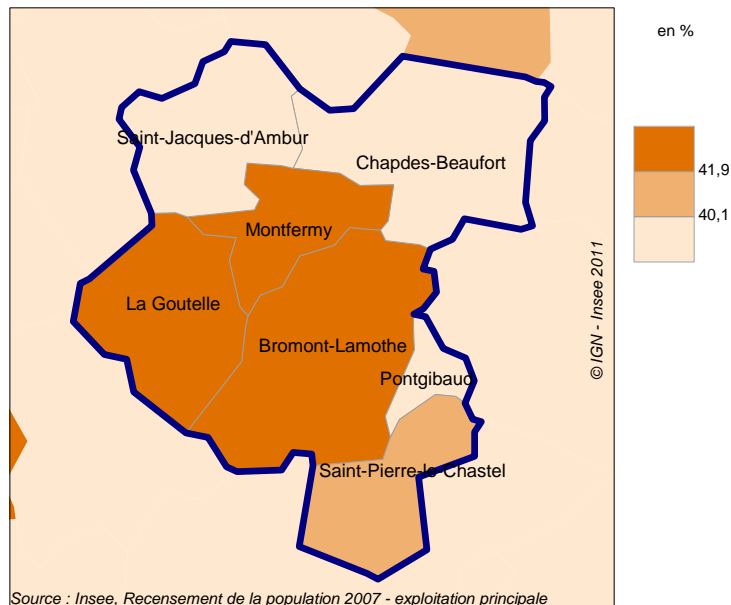 en %
41,9
40,1
Saint-Jacques-d'Ambur
Chapdes-Beaufort
Montfermy
La Goutelle
Bromont-Lamothe
Pontgibaud
Saint-Pierre-le-Chastel
© IGN - Insee 2011
Source : Insee, Recensement de la population 2007 - exploitation principale